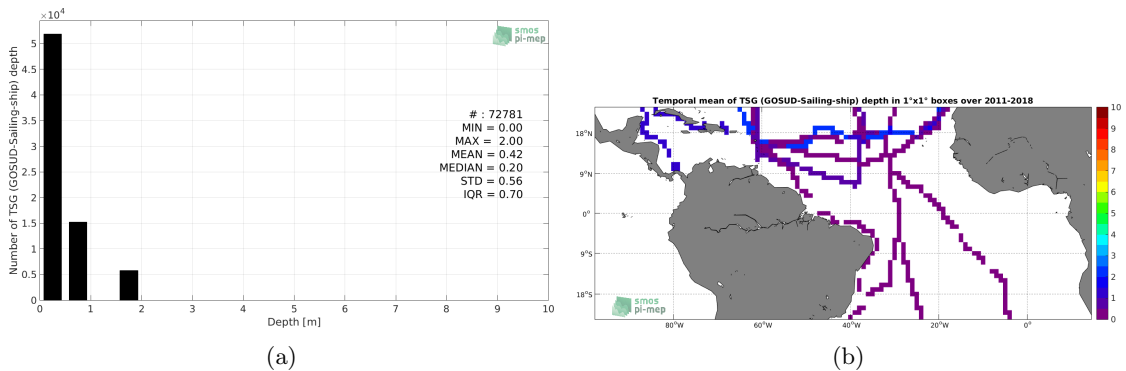 ×10⁴
5
4.5
4
3.5
3
2.5
2
1.5
1
0.5
0
Number of TSG (GOSUD-Sailing-ship) depth
smos
pi-mep
# : 72781
MIN = 0.00
MAX = 2.00
MEAN = 0.42
MEDIAN = 0.20
STD = 0.56
IQR = 0.70
0 1 2 3 4 5 6 7 8 9 10
Depth [m]
(a)
Temporal mean of TSG (GOSUD-Sailing-ship) depth in 1°x1° boxes over 2011-2018
18°N
9°N
0°
9°S
18°S
smos
pi-mep
80°W 60°W 40°W 20°W 0°
10
9
8
7
6
5
4
3
2
1
0
(b)